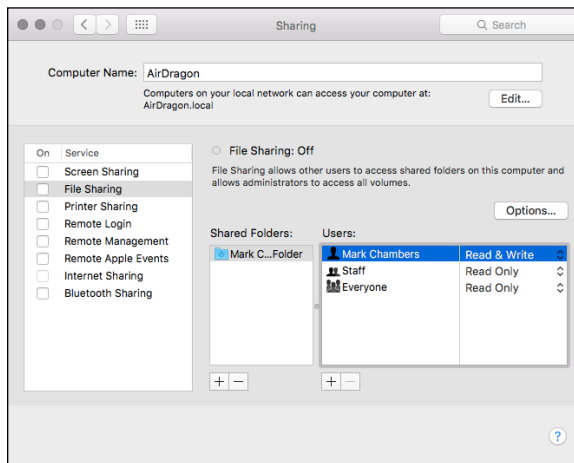 Sharing
Search
Computer Name: AirDragon
Computers on your local network can access your computer at:
AirDragon.local
Edit...
On Service
Screen Sharing
File Sharing
Printer Sharing
Remote Login
Remote Management
Remote Apple Events
Internet Sharing
Bluetooth Sharing
File Sharing: Off
File Sharing allows other users to access shared folders on this computer and
allows administrators to access all volumes.
Options...
Shared Folders:
Mark C...Folder
Users:
Mark Chambers Read & Write
Staff Read Only
Everyone Read Only
+ −
+ −
?